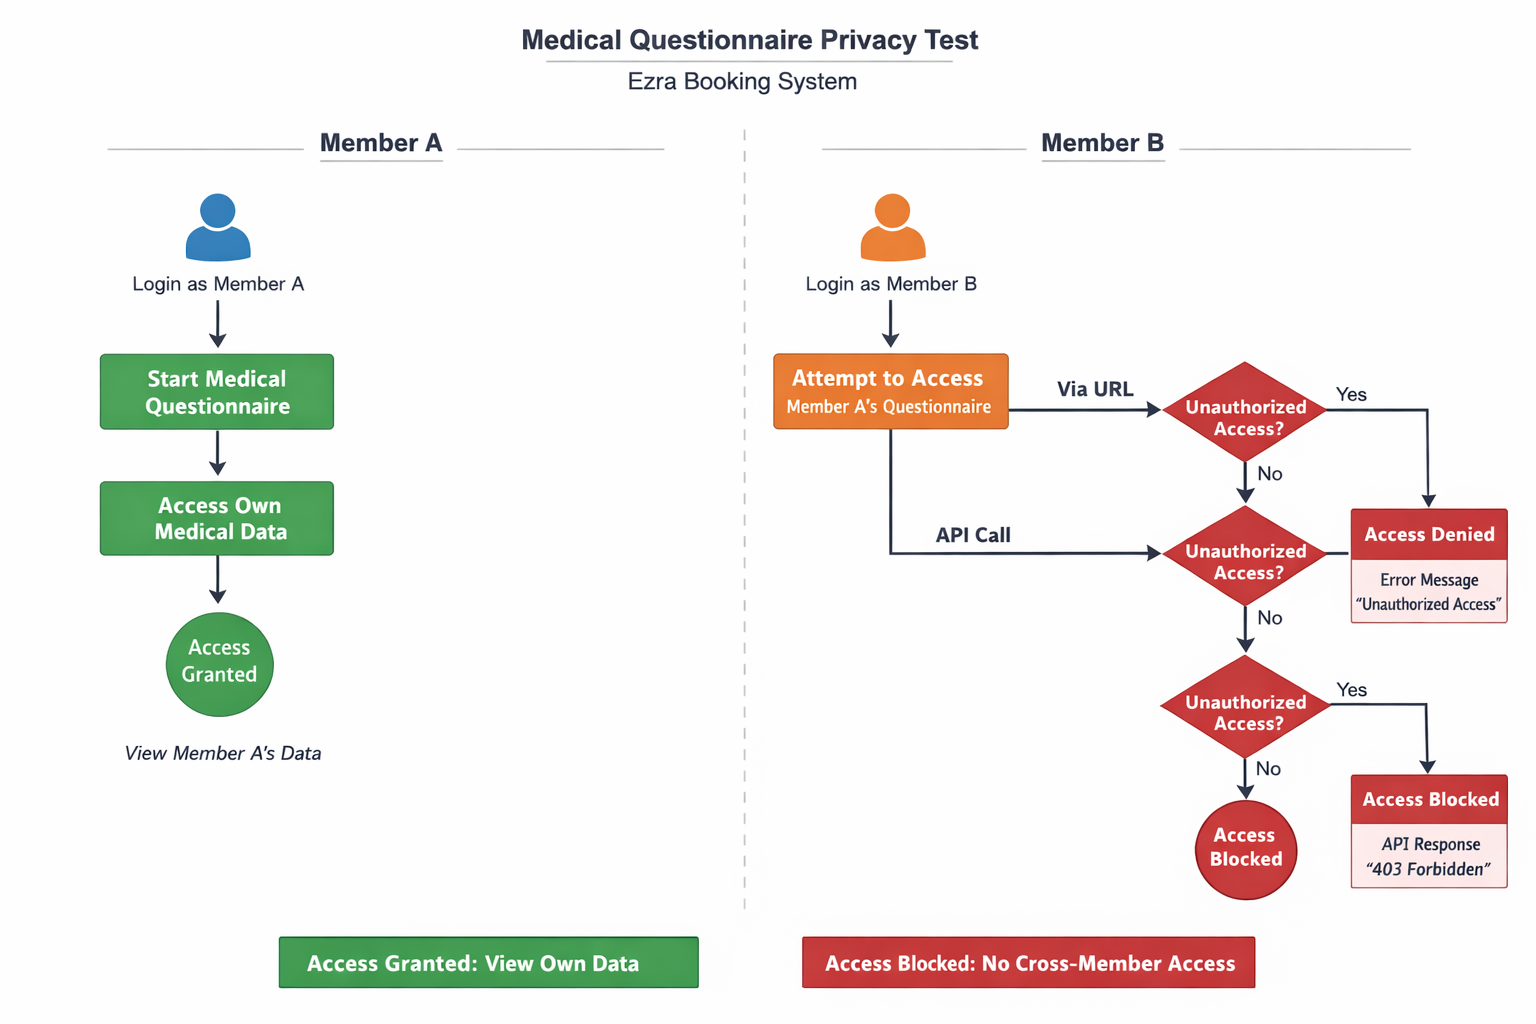 Medical Questionnaire Privacy Test
Ezra Booking System
Member A
Login as Member A
Start Medical
Questionnaire
Access Own
Medical Data
Access
Granted
View Member A's Data
Member B
Login as Member B
Attempt to Access
Member A's Questionnaire
Via URL
Unauthorized
Access?
Yes
No
API Call
Unauthorized
Access?
Access Denied
Error Message
“Unauthorized Access”
No
Unauthorized
Access?
Yes
No
Access
Blocked
Access Blocked
API Response
“403 Forbidden”
Access Granted: View Own Data
Access Blocked: No Cross-Member Access